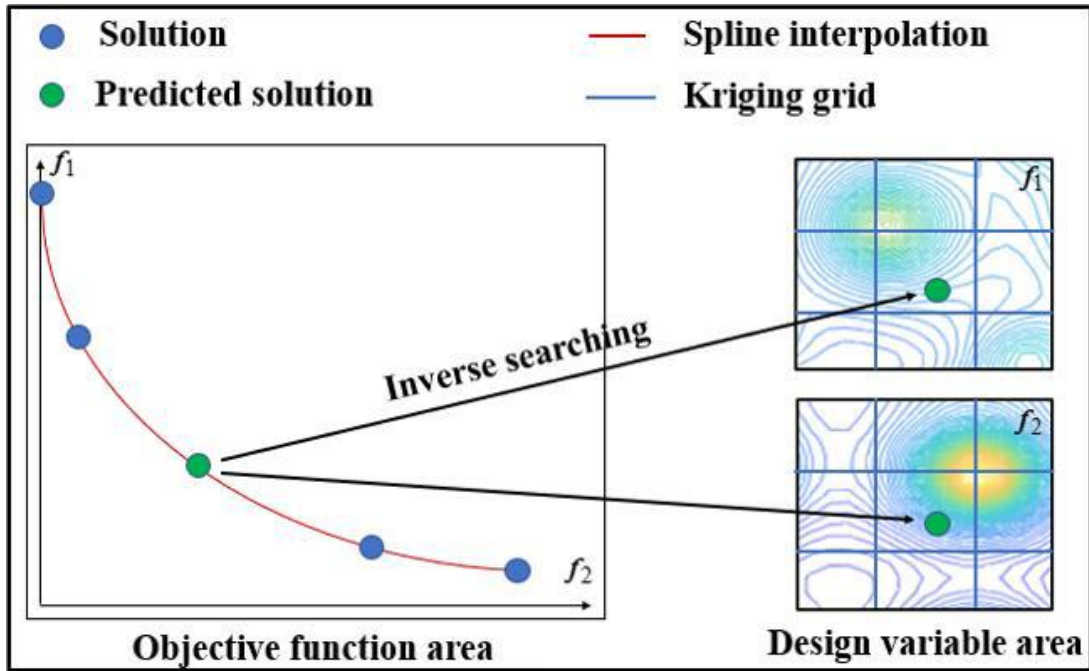 Solution
Spline interpolation
Predicted solution
Kriging grid
f1
f2
Inverse searching
f1
f2
Objective function area
Design variable area